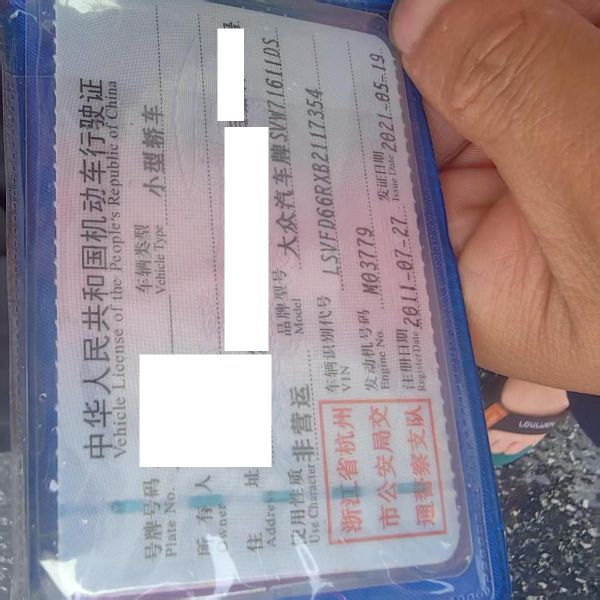 中华人民共和国机动车行驶证
Vehicle License of the People's Republic of China
号牌号码 车辆类型 小型轿车
Plate No. Vehicle Type
所有人
Owner
住址
Address
使用性质 非营运 品牌型号 大众汽车牌SVW71611DS
Use Character Model
浙江省杭州
市公安局交
通警察支队
车辆识别代号 LSVFD66RXB2117354
VIN
发动机号码 M03779
Engine No.
注册日期 2011-07-27 发证日期 2021-05-19
Register Date Issue Date